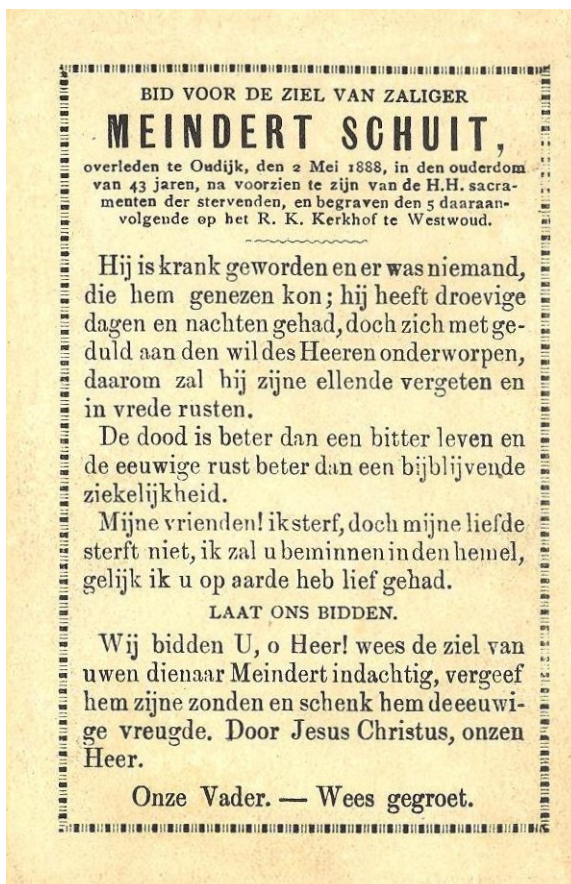 BID VOOR DE ZIEL VAN ZALIGER
MEINDERT SCHUIT,
overleden te Oudijk, den 2 Mei 1888, in den ouderdom
van 43 jaren, na voorzien te zijn van de H.H. sacra-
menten der stervenden, en begraven den 5 daaraan-
volgende op het R. K. Kerkhof te Westwoud.
Hij is krank geworden en er was niemand,
die hem genezen kon; hij heeft droevige
dagen en nachten gehad, doch zich met ge-
duld aan den wil des Heeren onderworpen,
daarom zal hij zijne ellende vergeten en
in vrede rusten.
De dood is beter dan een bitter leven en
de eeuwige rust beter dan een bijblijvende
ziekelijkheid.
Mijne vrienden! ik sterf, doch mijne liefde
sterft niet, ik zal u beminnen in den hemel,
gelijk ik u op aarde heb lief gehad.
LAAT ONS BIDDEN.
Wij bidden U, o Heer! wees de ziel van
uwen dienaar Meindert indachtig, vergeef
hem zijne zonden en schenk hem de eeuwi-
ge vreugde. Door Jesus Christus, onzen
Heer.
Onze Vader. — Wees gegroet.